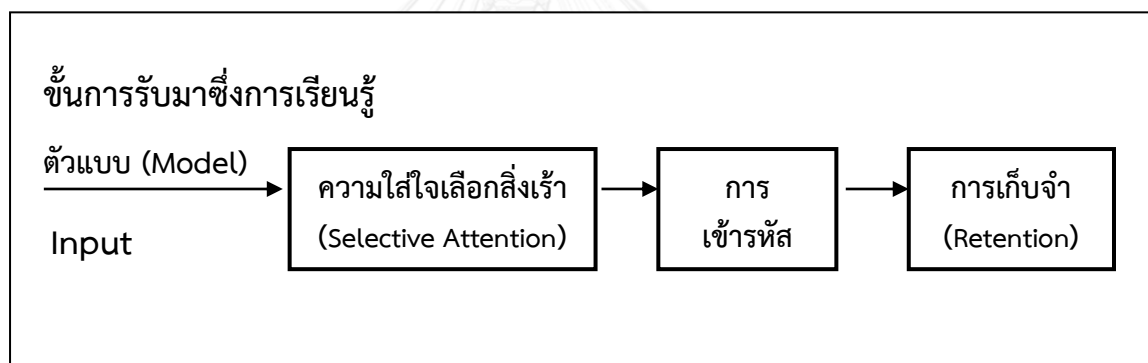 ขั้นการรับมาซึ่งการเรียนรู้
ตัวแบบ (Model)
Input
ความใส่ใจเลือกสิ่งเร้า
(Selective Attention)
การ
เข้ารหัส
การเก็บจำ
(Retention)